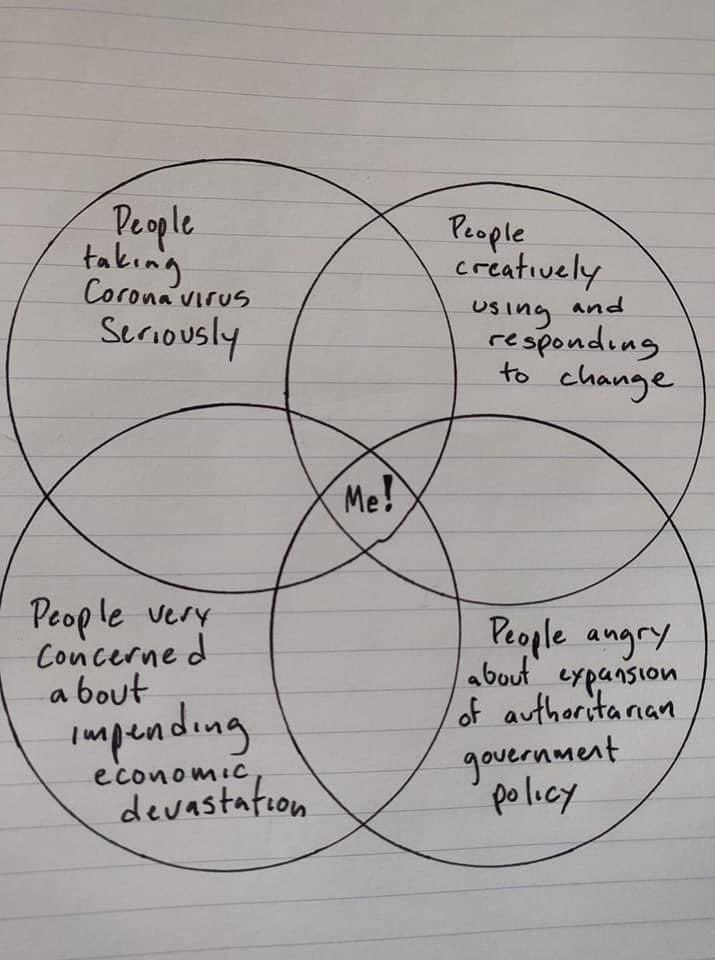 People
taking
Coronavirus
Seriously
People
creatively
using and
responding
to change
Me!
People very
concerned
about
impending
economic
devastation
People angry
about expansion
of authoritarian
government
policy